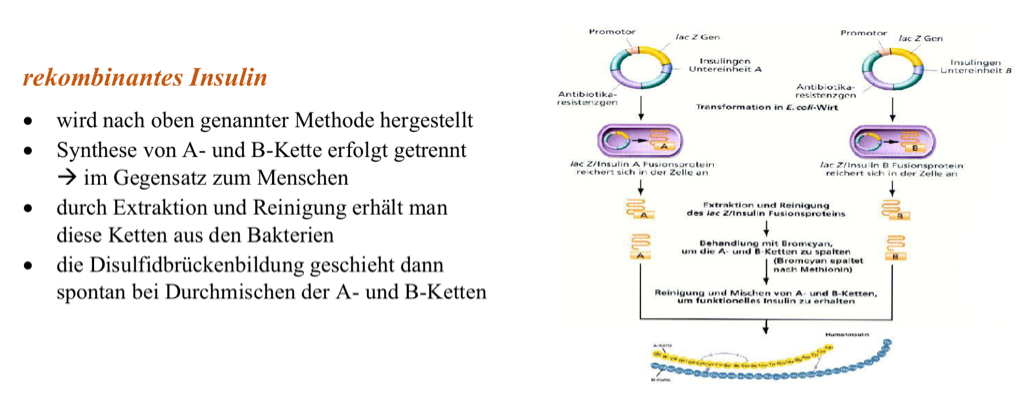 rekombinantes Insulin
• wird nach oben genannter Methode hergestellt
• Synthese von A- und B-Kette erfolgt getrennt
→ im Gegensatz zum Menschen
• durch Extraktion und Reinigung erhält man
diese Ketten aus den Bakterien
• die Disulfidbrückenbildung geschieht dann
spontan bei Durchmischen der A- und B-Ketten
Promotor
lac Z Gen
Insulingen
Untereinheit A
Antibiotika-
resistenzgen
Promotor
lac Z Gen
Insulingen
Untereinheit B
Antibiotika-
resistenzgen
Transformation in E. coli-Wirt
A
B
lac Z/Insulin A Fusionsprotein
reichert sich in der Zelle an
lac Z/Insulin B Fusionsprotein
reichert sich in der Zelle an
A
Extraktion und Reinigung
des lac Z/Insulin Fusionsproteins
B
A
Behandlung mit Bromcyan,
um die A- und B-Ketten zu spalten
(Bromcyan spaltet
nach Methionin)
B
Reinigung und Mischen von A- und B-Ketten,
um funktionelles Insulin zu erhalten
Humaninsulin
A-Kette
B-Kette